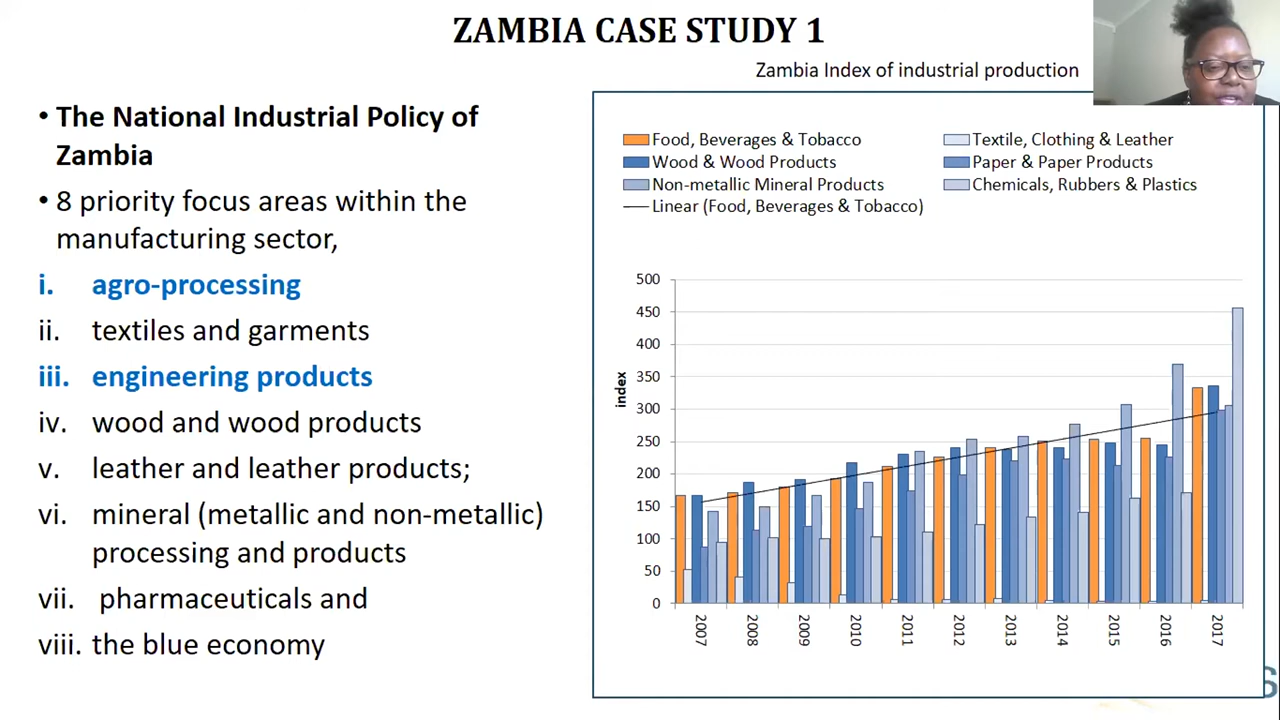 ZAMBIA CASE STUDY 1
• The National Industrial Policy of
Zambia
• 8 priority focus areas within the
manufacturing sector,
i. agro-processing
ii. textiles and garments
iii. engineering products
iv. wood and wood products
v. leather and leather products;
vi. mineral (metallic and non-metallic)
processing and products
vii. pharmaceuticals and
viii. the blue economy
Zambia Index of industrial production
Food, Beverages & Tobacco
Textile, Clothing & Leather
Wood & Wood Products
Paper & Paper Products
Non-metallic Mineral Products
Chemicals, Rubbers & Plastics
Linear (Food, Beverages & Tobacco)
500
450
400
350
300
250
200
150
100
50
0
index
2007
2008
2009
2010
2011
2012
2013
2014
2015
2016
2017